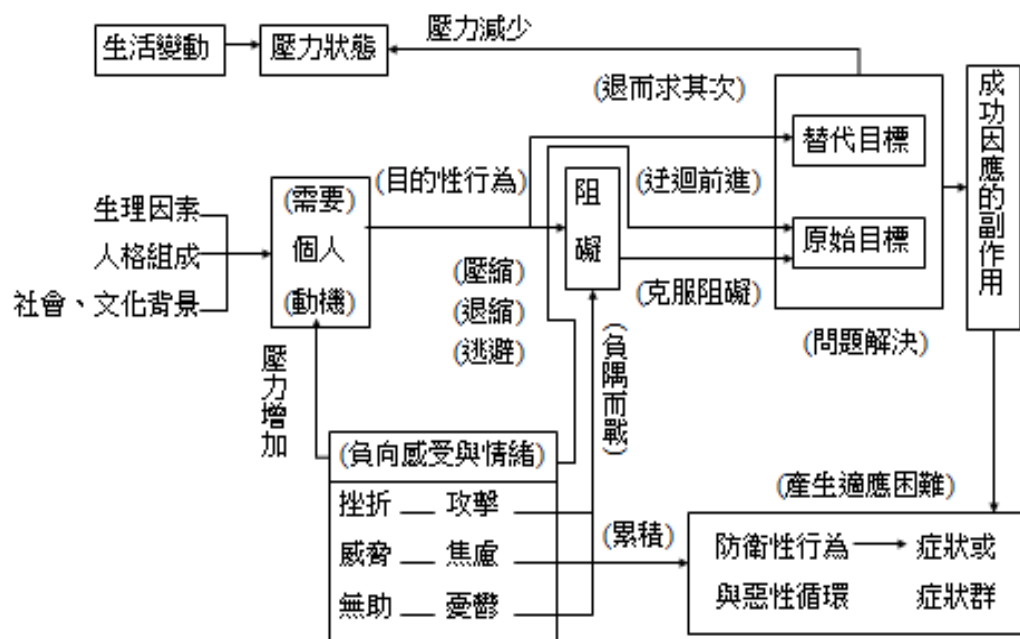 生活變動
壓力狀態
壓力減少
(退而求其次)
替代目標
成功因應的副作用
(需要)
個人
(動機)
(目的性行為)
阻礙
(迂迴前進)
原始目標
生理因素
人格組成
社會、文化背景
(壓縮)
(退縮)
(逃避)
(克服阻礙)
(問題解決)
壓力增加
(負隅而戰)
(負向感受與情緒)
挫折
攻擊
威脅
焦慮
無助
憂鬱
(累積)
(產生適應困難)
防衛性行為
與惡性循環
症狀或
症狀群